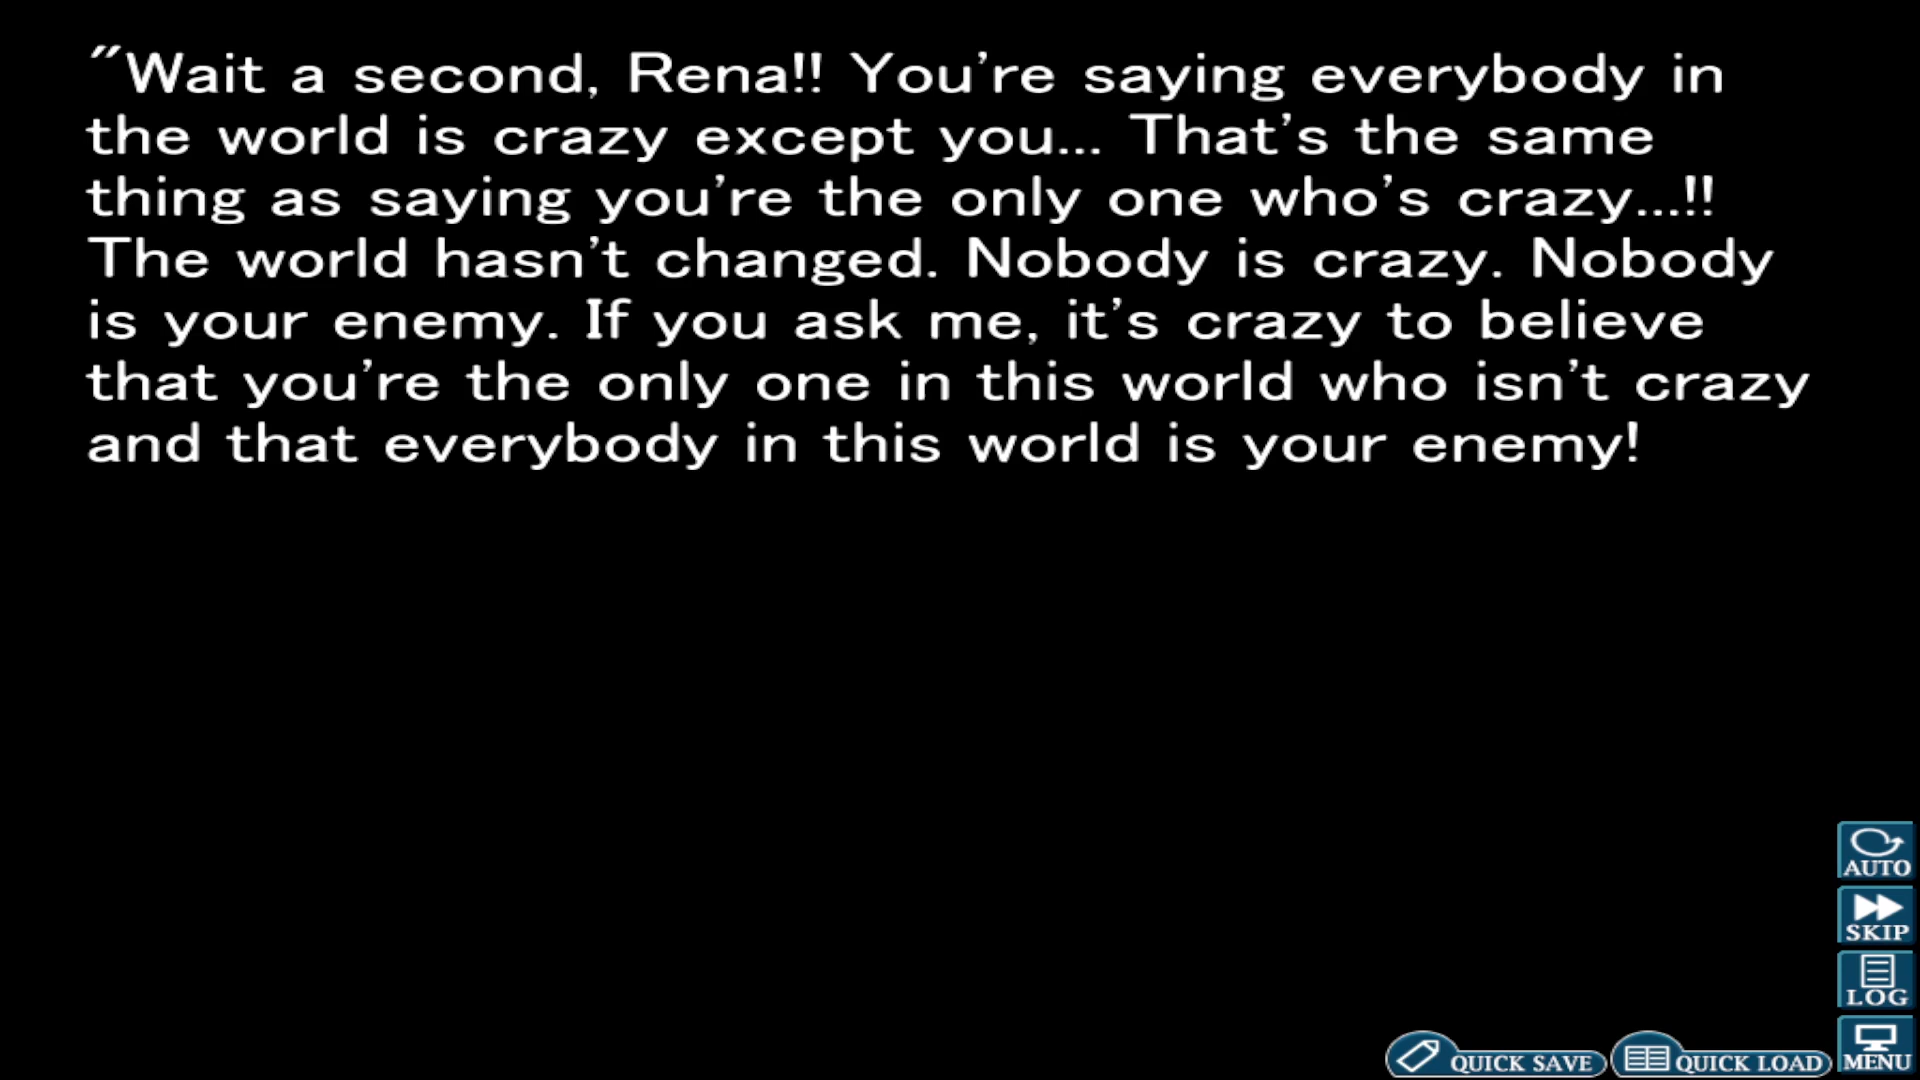 "Wait a second, Rena!! You're saying everybody in
the world is crazy except you... That's the same
thing as saying you're the only one who's crazy...!!
The world hasn't changed. Nobody is crazy. Nobody
is your enemy. If you ask me, it's crazy to believe
that you're the only one in this world who isn't crazy
and that everybody in this world is your enemy!
AUTO
SKIP
LOG
QUICK SAVE QUICK LOAD MENU